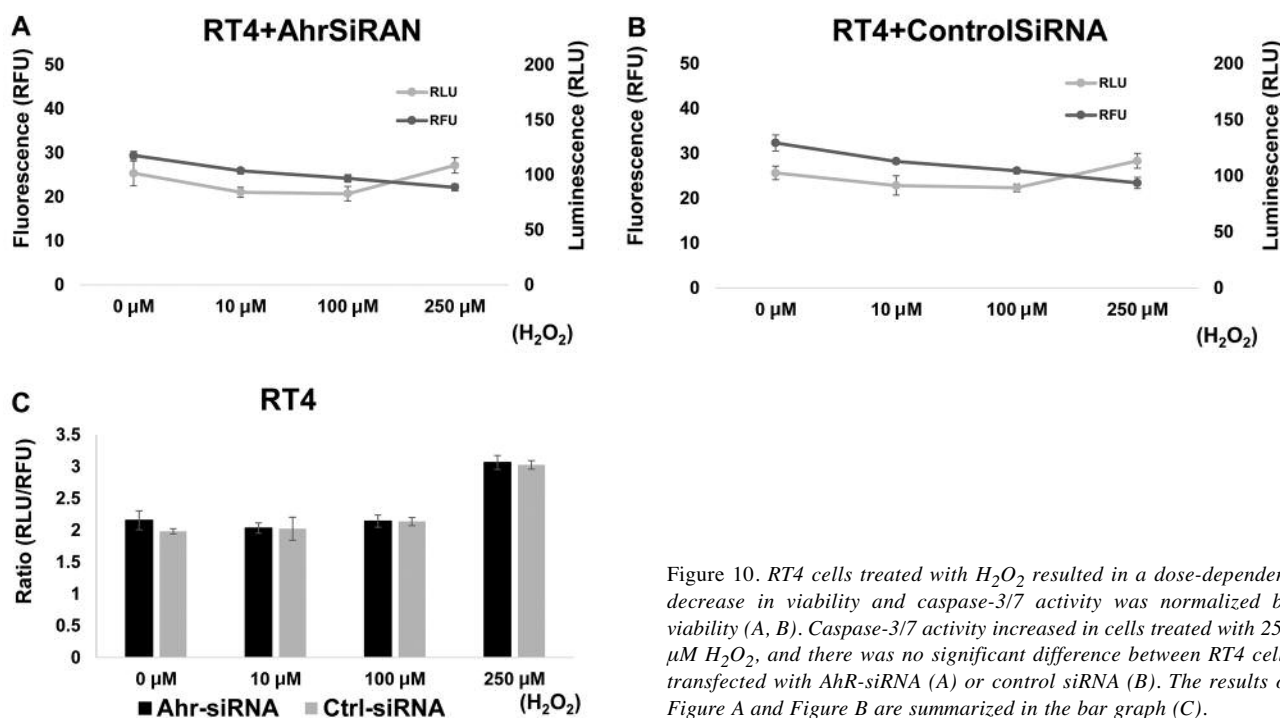 A
RT4+AhrSiRAN
Fluorescence (RFU)
50
40
30
20
10
0
RLU
RFU
Luminescence (RLU)
200
150
100
50
0
0 µM 10 µM 100 µM 250 µM
(H₂O₂)
B
RT4+ControlSiRNA
Fluorescence (RFU)
50
40
30
20
10
0
RLU
RFU
Luminescence (RLU)
200
150
100
50
0
0 µM 10 µM 100 µM 250 µM
(H₂O₂)
C
RT4
Ratio (RLU/RFU)
3.5
3
2.5
2
1.5
1
0.5
0
0 µM 10 µM 100 µM 250 µM
Ahr-siRNA Ctrl-siRNA (H₂O₂)
Figure 10. RT4 cells treated with H₂O₂ resulted in a dose-dependen
decrease in viability and caspase-3/7 activity was normalized b
viability (A, B). Caspase-3/7 activity increased in cells treated with 25
µM H₂O₂, and there was no significant difference between RT4 cell
transfected with AhR-siRNA (A) or control siRNA (B). The results o
Figure A and Figure B are summarized in the bar graph (C).